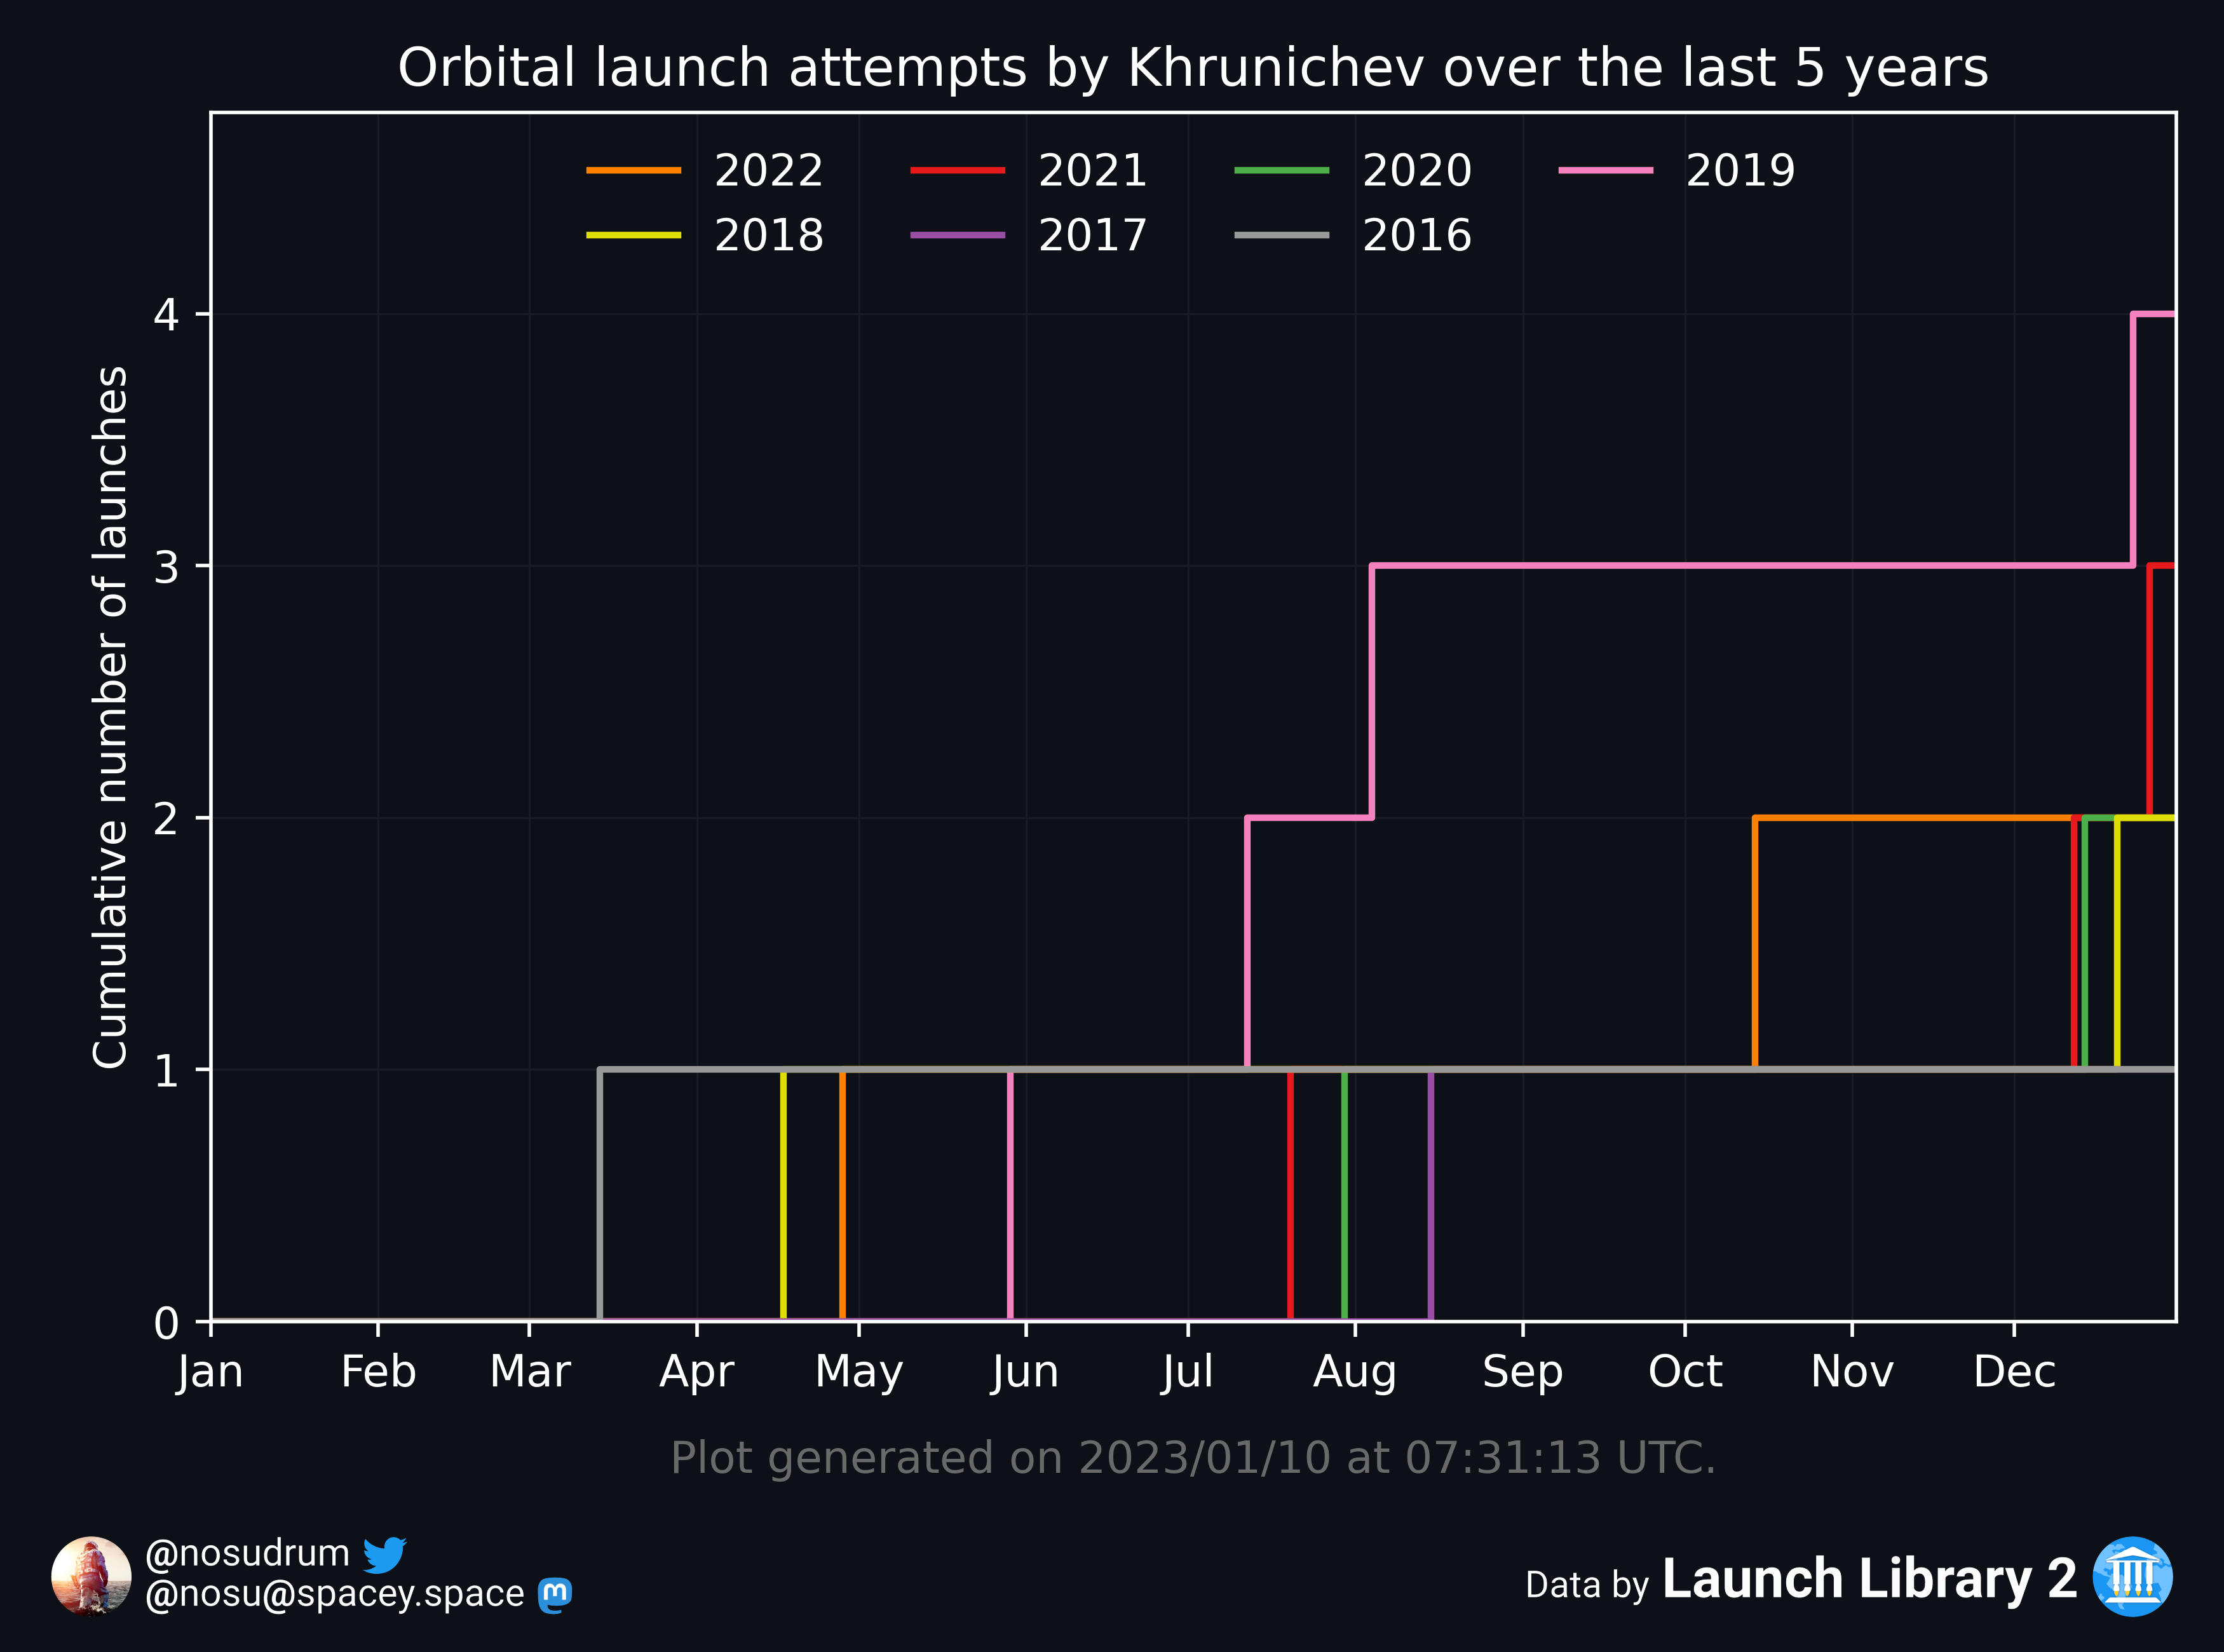 Orbital launch attempts by Khrunichev over the last 5 years
2022 2021 2020 2019
2018 2017 2016
Cumulative number of launches
4
3
2
1
0
Jan Feb Mar Apr May Jun Jul Aug Sep Oct Nov Dec
Plot generated on 2023/01/10 at 07:31:13 UTC.
@nosudrum
@nosu@spacey.space
Data by Launch Library 2